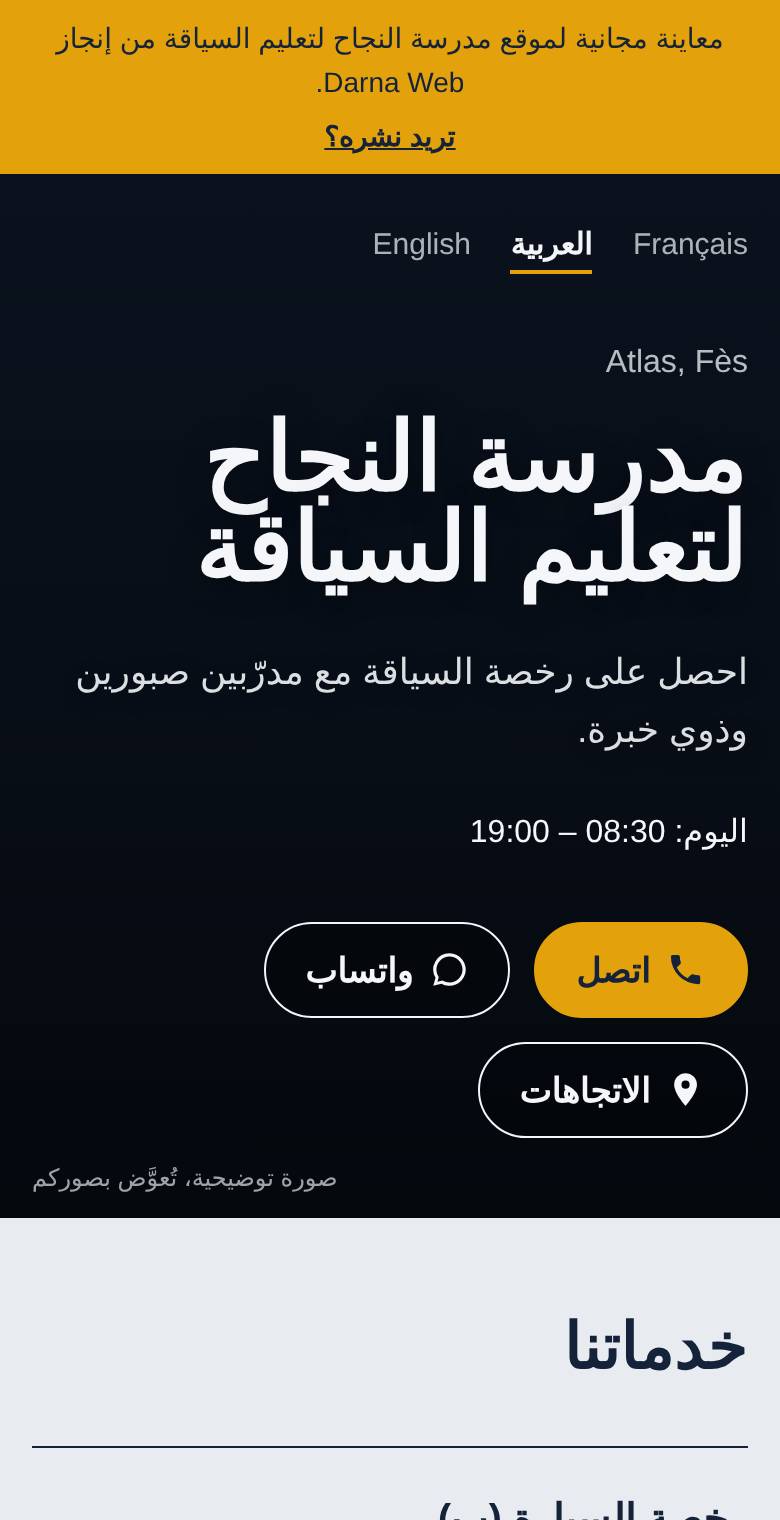 معاينة مجانية لموقع مدرسة النجاح لتعليم السياقة من إنجاز
Darna Web.
تريد نشره؟
Français العربية English
Atlas, Fès
مدرسة النجاح
لتعليم السياقة
احصل على رخصة السياقة مع مدرّبين صبورين
وذوي خبرة.
اليوم: 08:30 – 19:00
اتصل واتساب
الاتجاهات
صورة توضيحية، تُعوَّض بصوركم
خدماتنا
رخصة السيارة (ب)